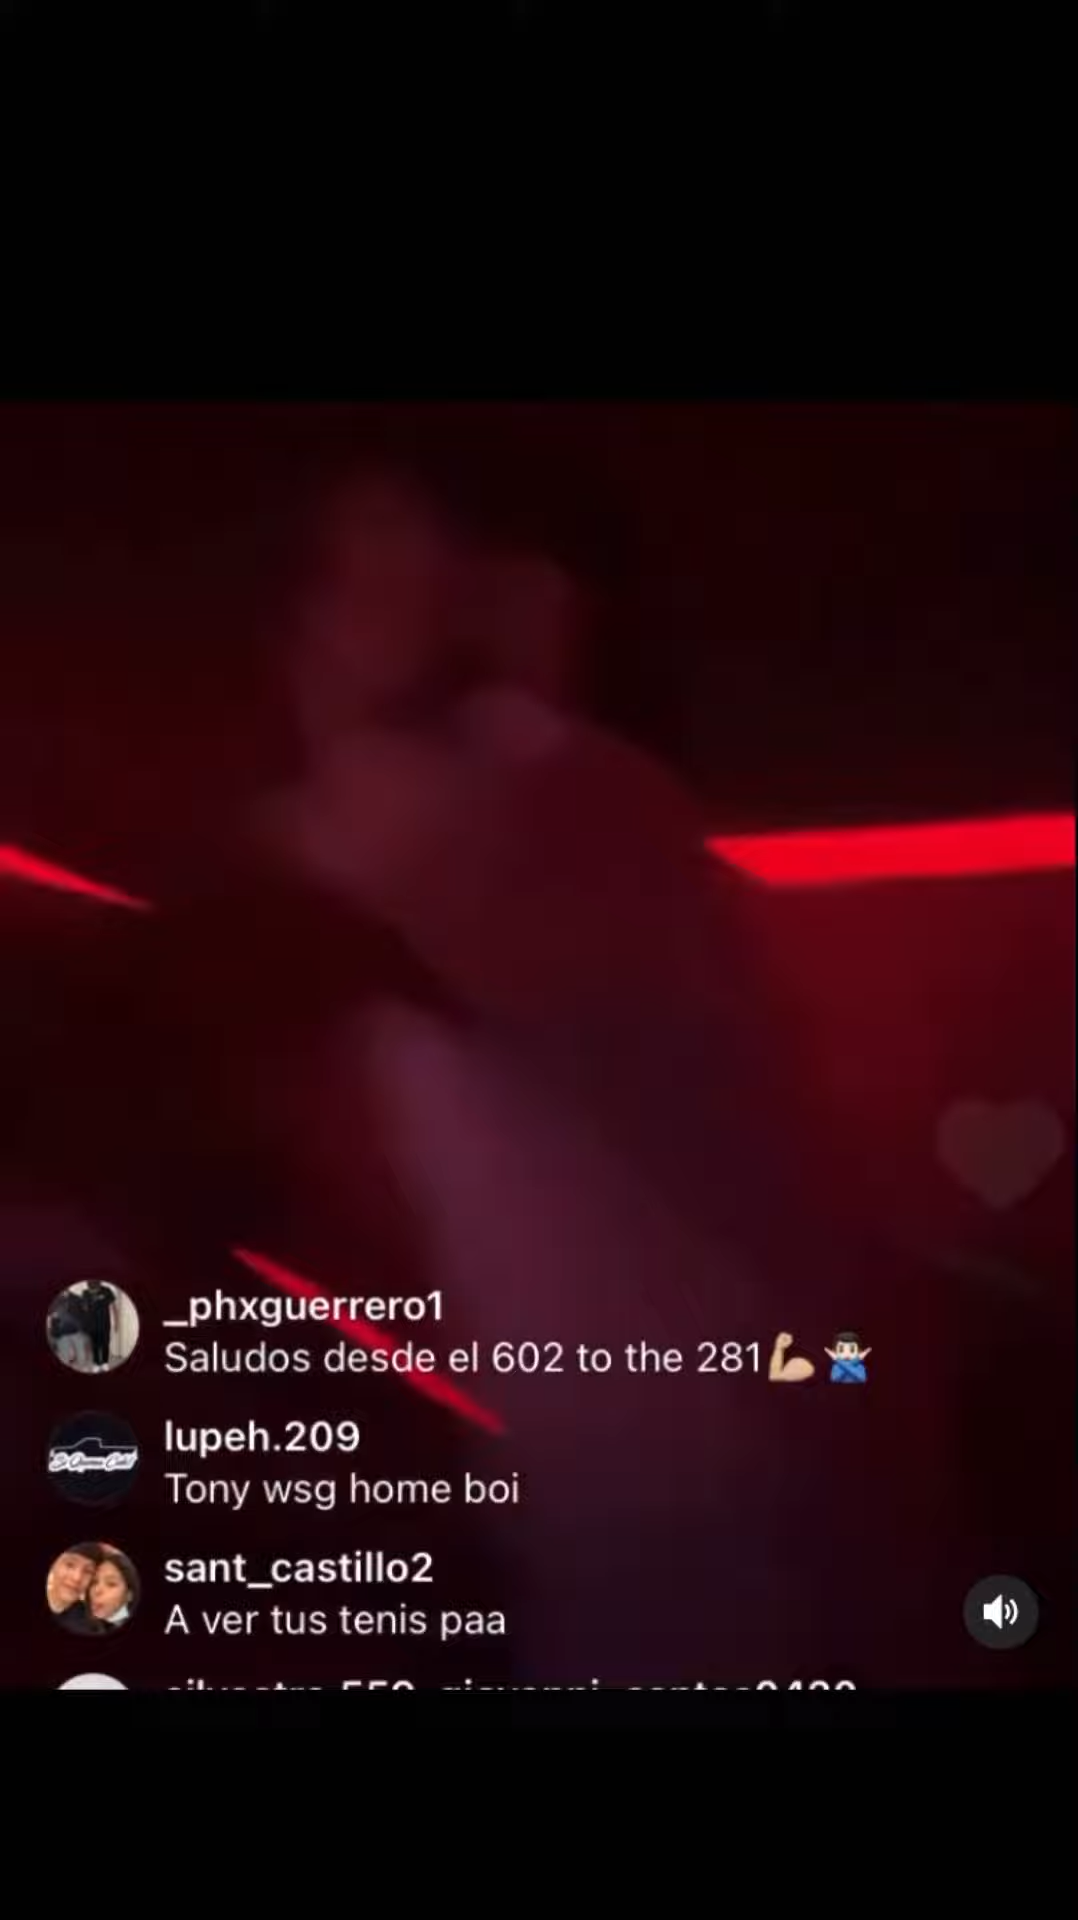 _phxguerrero1
Saludos desde el 602 to the 281💪🏼🙅🏻‍♂️
lupeh.209
Tony wsg home boi
sant_castillo2
A ver tus tenis paa